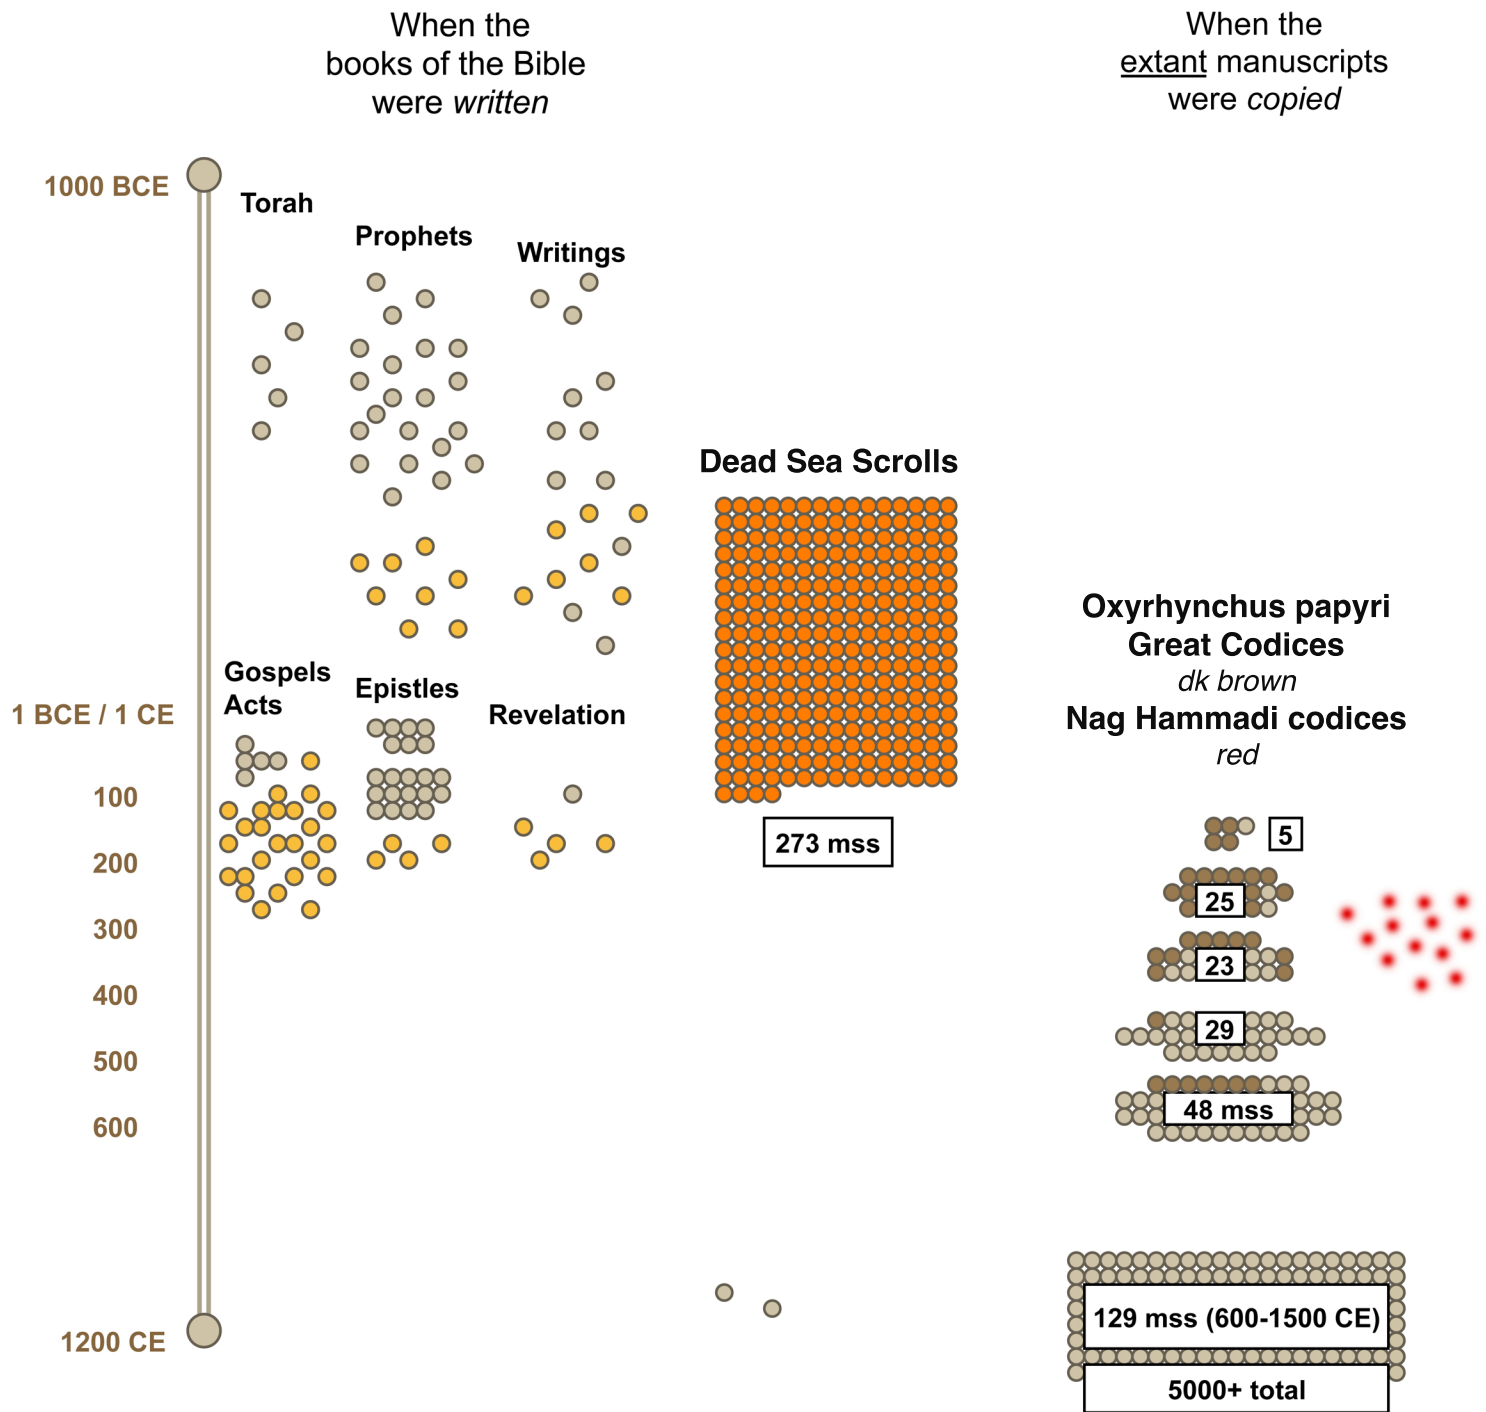 When the
books of the Bible
were written
When the
extant manuscripts
were copied
1000 BCE
Torah
Prophets
Writings
Dead Sea Scrolls
273 mss
Oxyrhynchus papyri
Great Codices
dk brown
Nag Hammadi codices
red
Gospels
Acts
Epistles
Revelation
1 BCE / 1 CE
100
200
300
400
500
600
5
25
23
29
48 mss
1200 CE
129 mss (600-1500 CE)
5000+ total